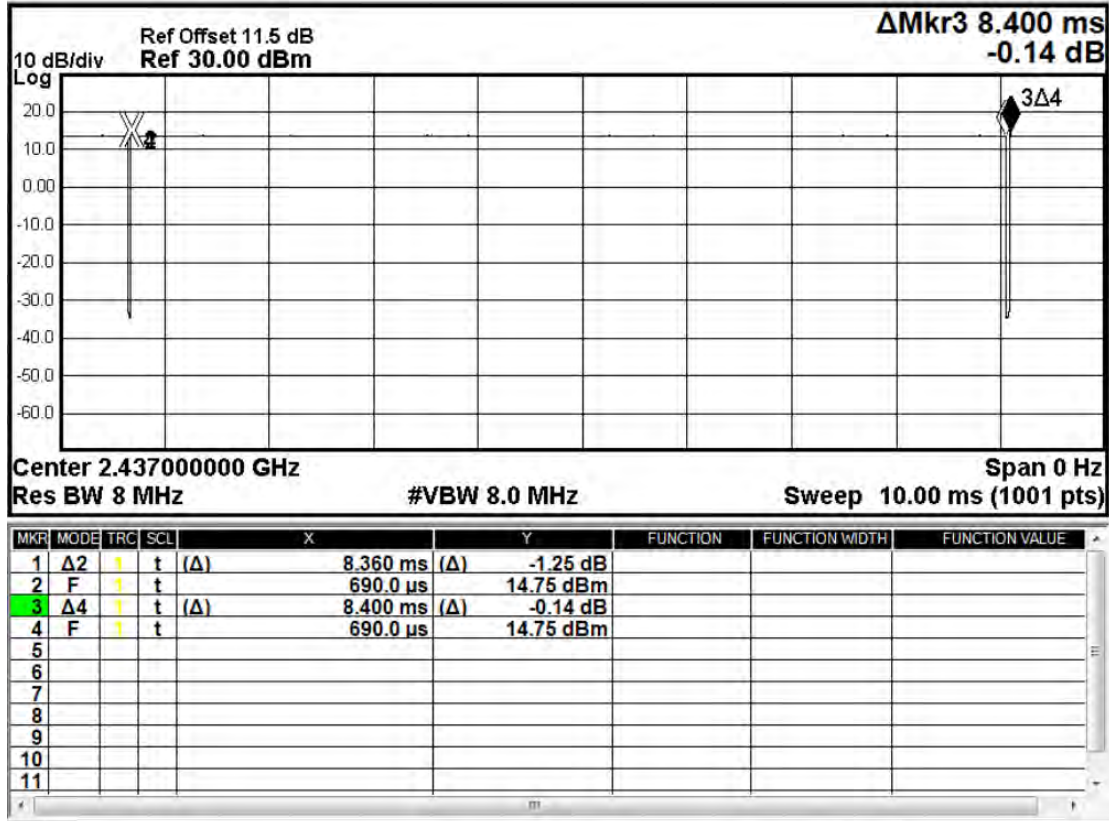 ΔMkr3 8.400 ms
-0.14 dB
Ref Offset 11.5 dB
10 dB/div Ref 30.00 dBm
Log
3Δ4
20.0
10.0
0.00
-10.0
-20.0
-30.0
-40.0
-50.0
-60.0
Center 2.437000000 GHz Span 0 Hz
Res BW 8 MHz #VBW 8.0 MHz Sweep 10.00 ms (1001 pts)
MKR MODE TRC SCL X Y FUNCTION FUNCTION WIDTH FUNCTION VALUE
1 Δ2 1 t (Δ) 8.360 ms (Δ) -1.25 dB
2 F 1 t 690.0 µs 14.75 dBm
3 Δ4 1 t (Δ) 8.400 ms (Δ) -0.14 dB
4 F 1 t 690.0 µs 14.75 dBm
5
6
7
8
9
10
11